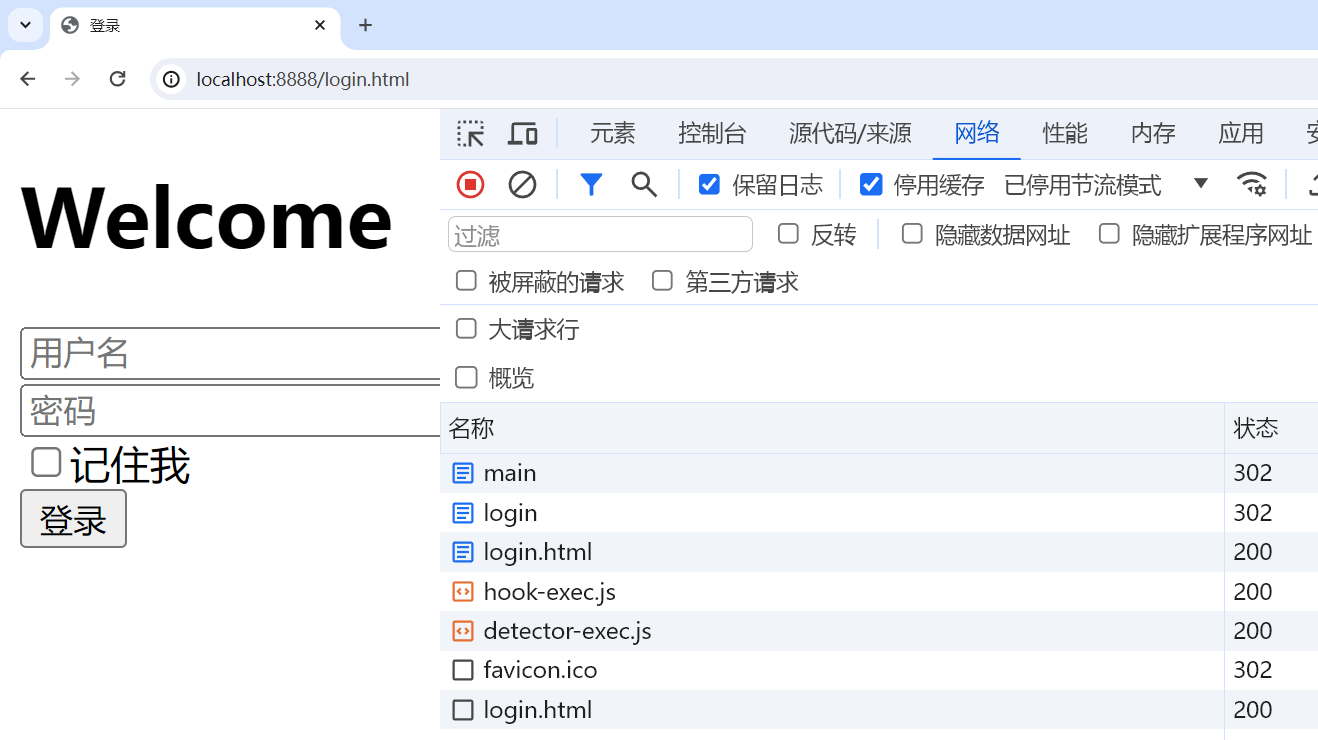 登录
localhost:8888/login.html
Welcome
用户名
密码
记住我
登录
元素 控制台 源代码/来源 网络 性能 内存 应用
保留日志 停用缓存 已停用节流模式
过滤 反转 隐藏数据网址 隐藏扩展程序网址
被屏蔽的请求 第三方请求
大请求行
概览
名称 状态
main 302
login 302
login.html 200
hook-exec.js 200
detector-exec.js 200
favicon.ico 302
login.html 200